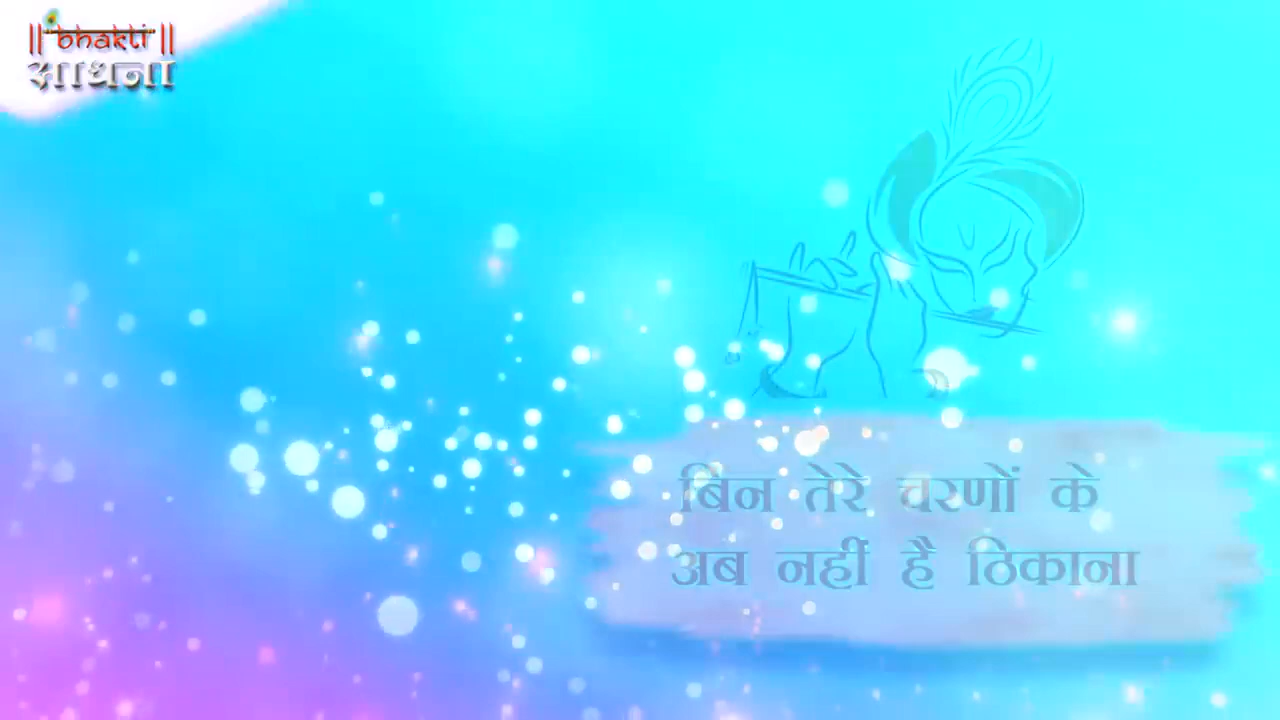 || bhakti ||
साधना
बिन तेरे चरणों के
अब नहीं है ठिकाना